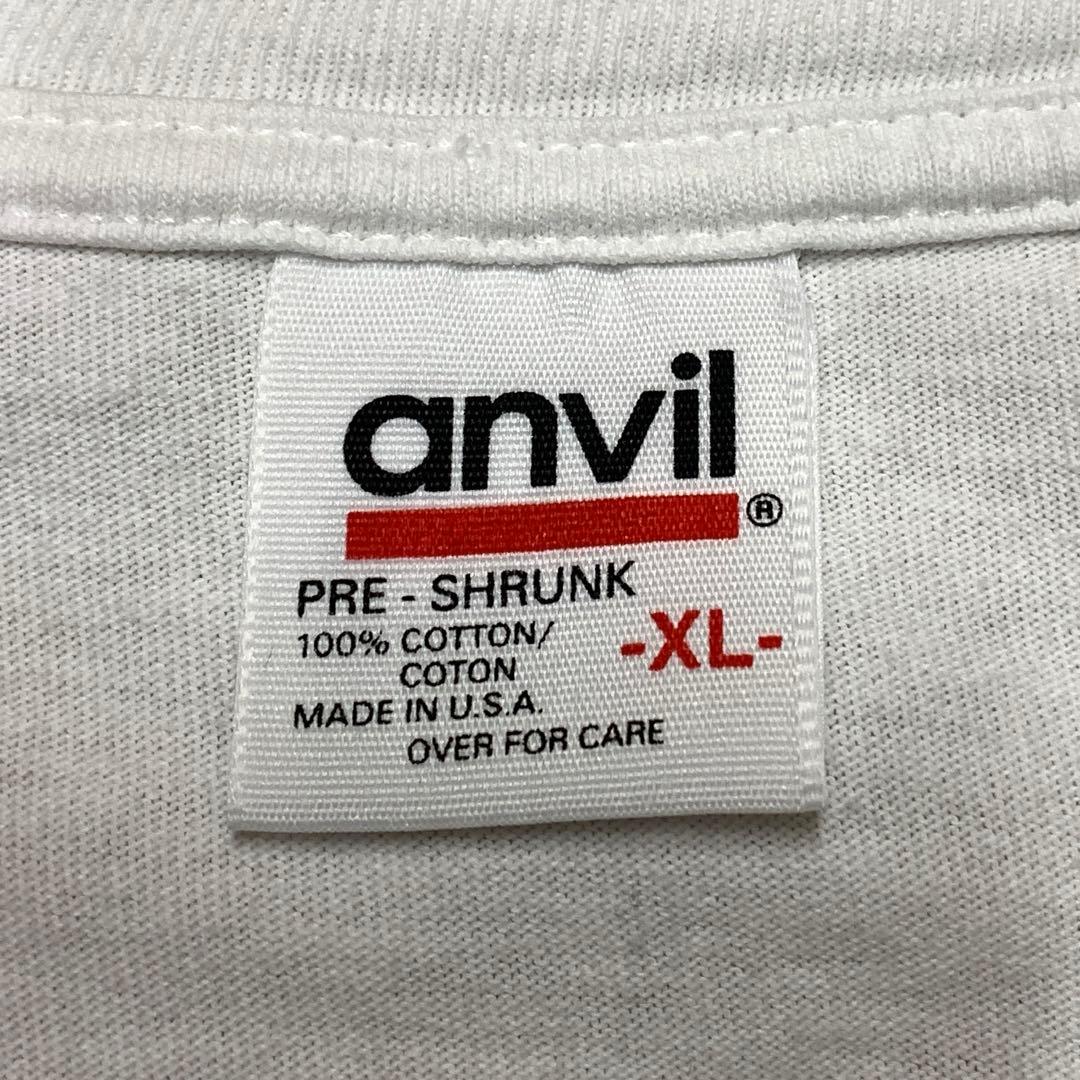 anvil®
PRE - SHRUNK
100% COTTON/ -XL-
COTON
MADE IN U.S.A.
OVER FOR CARE